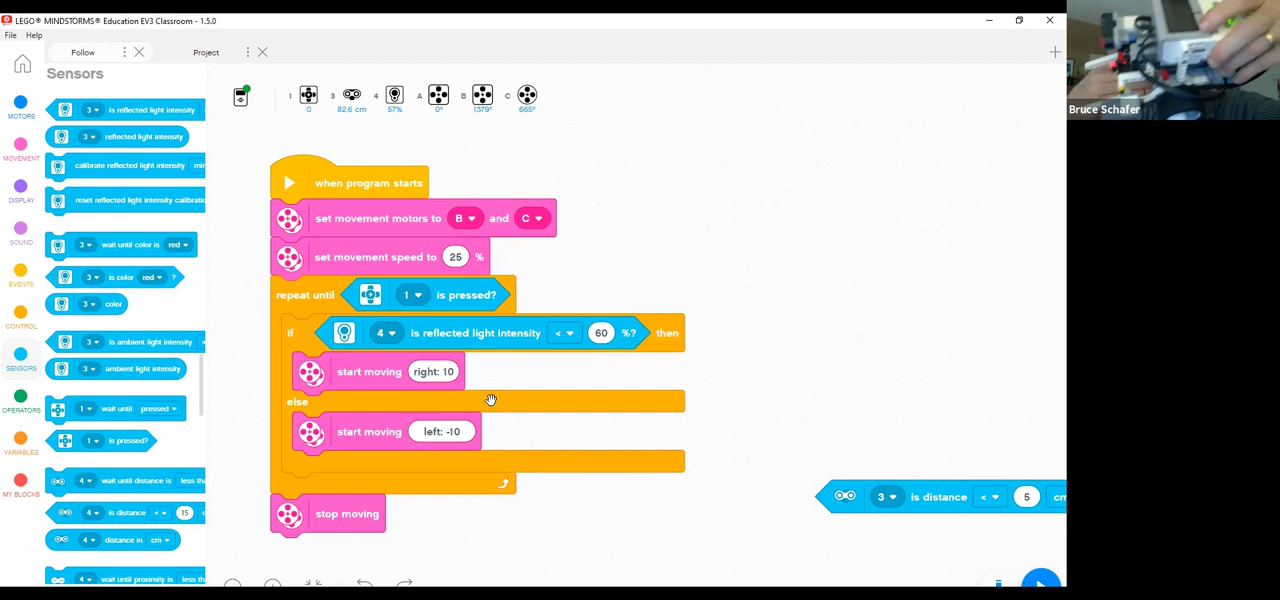 LEGO® MINDSTORMS® Education EV3 Classroom - 1.5.0
File Help
Follow
Project
Sensors
MOTORS
MOVEMENT
DISPLAY
SOUND
EVENTS
CONTROL
SENSORS
OPERATORS
VARIABLES
MY BLOCKS
3 is reflected light intensity
3 reflected light intensity
calibrate reflected light intensity
reset reflected light intensity
3 wait until color is red
3 is color red ?
3 color
3 is ambient light intensity
3 ambient light intensity
1 wait until pressed
1 is pressed?
4 wait until distance is less
4 is distance < 15
4 distance in cm
4 wait until proximity is less
1 3 4 A B C
0 82.6 cm 57% 0° 1379° 665°
when program starts
set movement motors to B and C
set movement speed to 25 %
repeat until 1 is pressed?
if 4 is reflected light intensity < 60 %? then
start moving right: 10
else
start moving left: -10
stop moving
3 is distance < 5 cm
Bruce Schafer